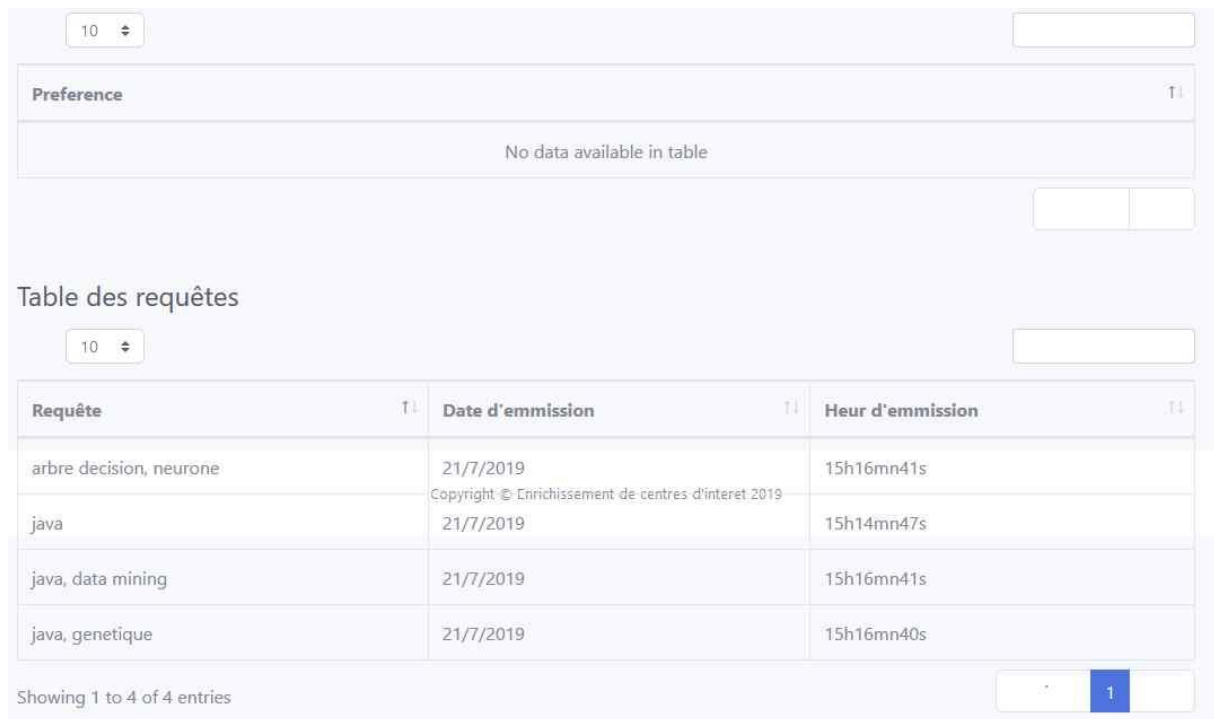 10
Preference
No data available in table
Table des requêtes
10
Requête Date d'emmission Heur d'emmission
arbre decision, neurone 21/7/2019 15h16mn41s
Copyright © Enrichissement de centres d'interet 2019
java 21/7/2019 15h14mn47s
java, data mining 21/7/2019 15h16mn41s
java, genetique 21/7/2019 15h16mn40s
Showing 1 to 4 of 4 entries 1